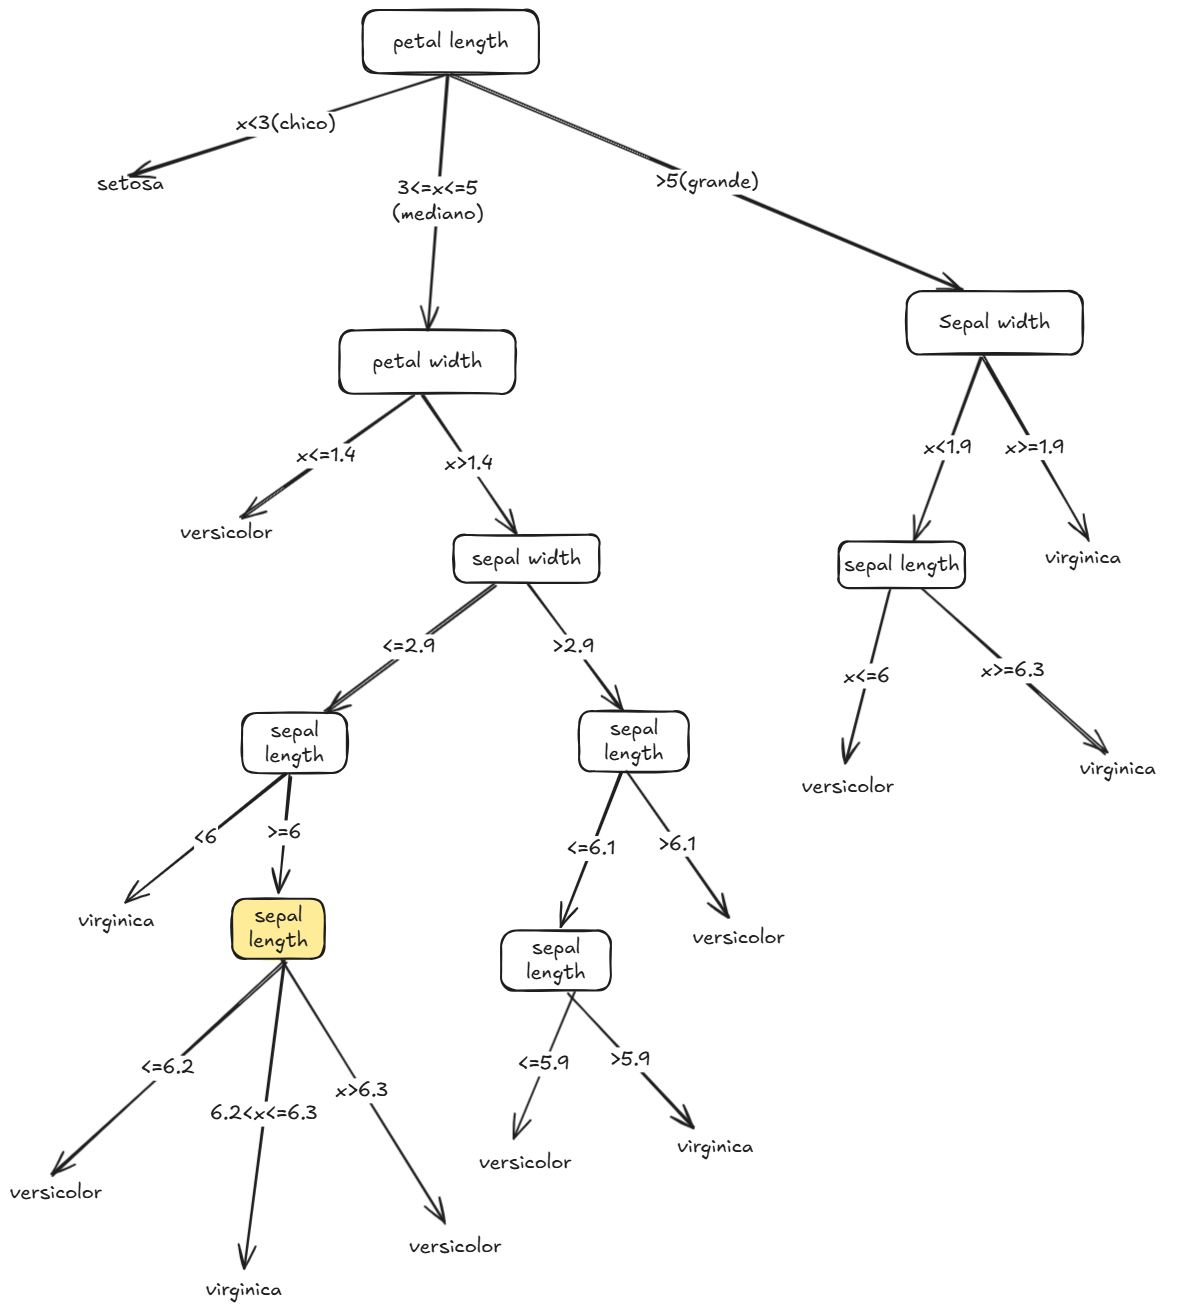 petal length
x<3(chico)
setosa
3<=x<=5
(mediano)
>5(grande)
petal width
Sepal width
x<=1.4
x>1.4
x<1.9
x>=1.9
versicolor
sepal width
sepal length
virginica
<=2.9
>2.9
x<=6
x>=6.3
sepal
length
sepal
length
versicolor
virginica
<6
>=6
<=6.1
>6.1
virginica
sepal
length
sepal
length
versicolor
<=6.2
6.2<x<=6.3
x>6.3
<=5.9
>5.9
versicolor
virginica
versicolor
versicolor
virginica